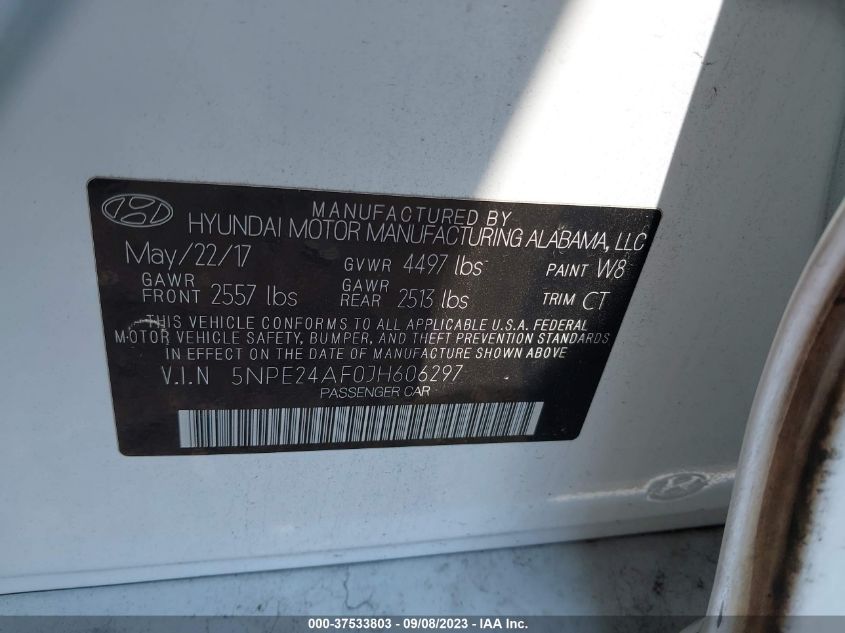 MANUFACTURED BY
HYUNDAI MOTOR MANUFACTURING ALABAMA, LLC
May/22/17 GVWR 4497 lbs PAINT W8
GAWR FRONT 2557 lbs GAWR REAR 2513 lbs TRIM CT
THIS VEHICLE CONFORMS TO ALL APPLICABLE U.S.A. FEDERAL
MOTOR VEHICLE SAFETY, BUMPER, AND THEFT PREVENTION STANDARDS
IN EFFECT ON THE DATE OF MANUFACTURE SHOWN ABOVE
V.I.N 5NPE24AF0JH606297
PASSENGER CAR
000-37533803 - 09/08/2023 - IAAI.com